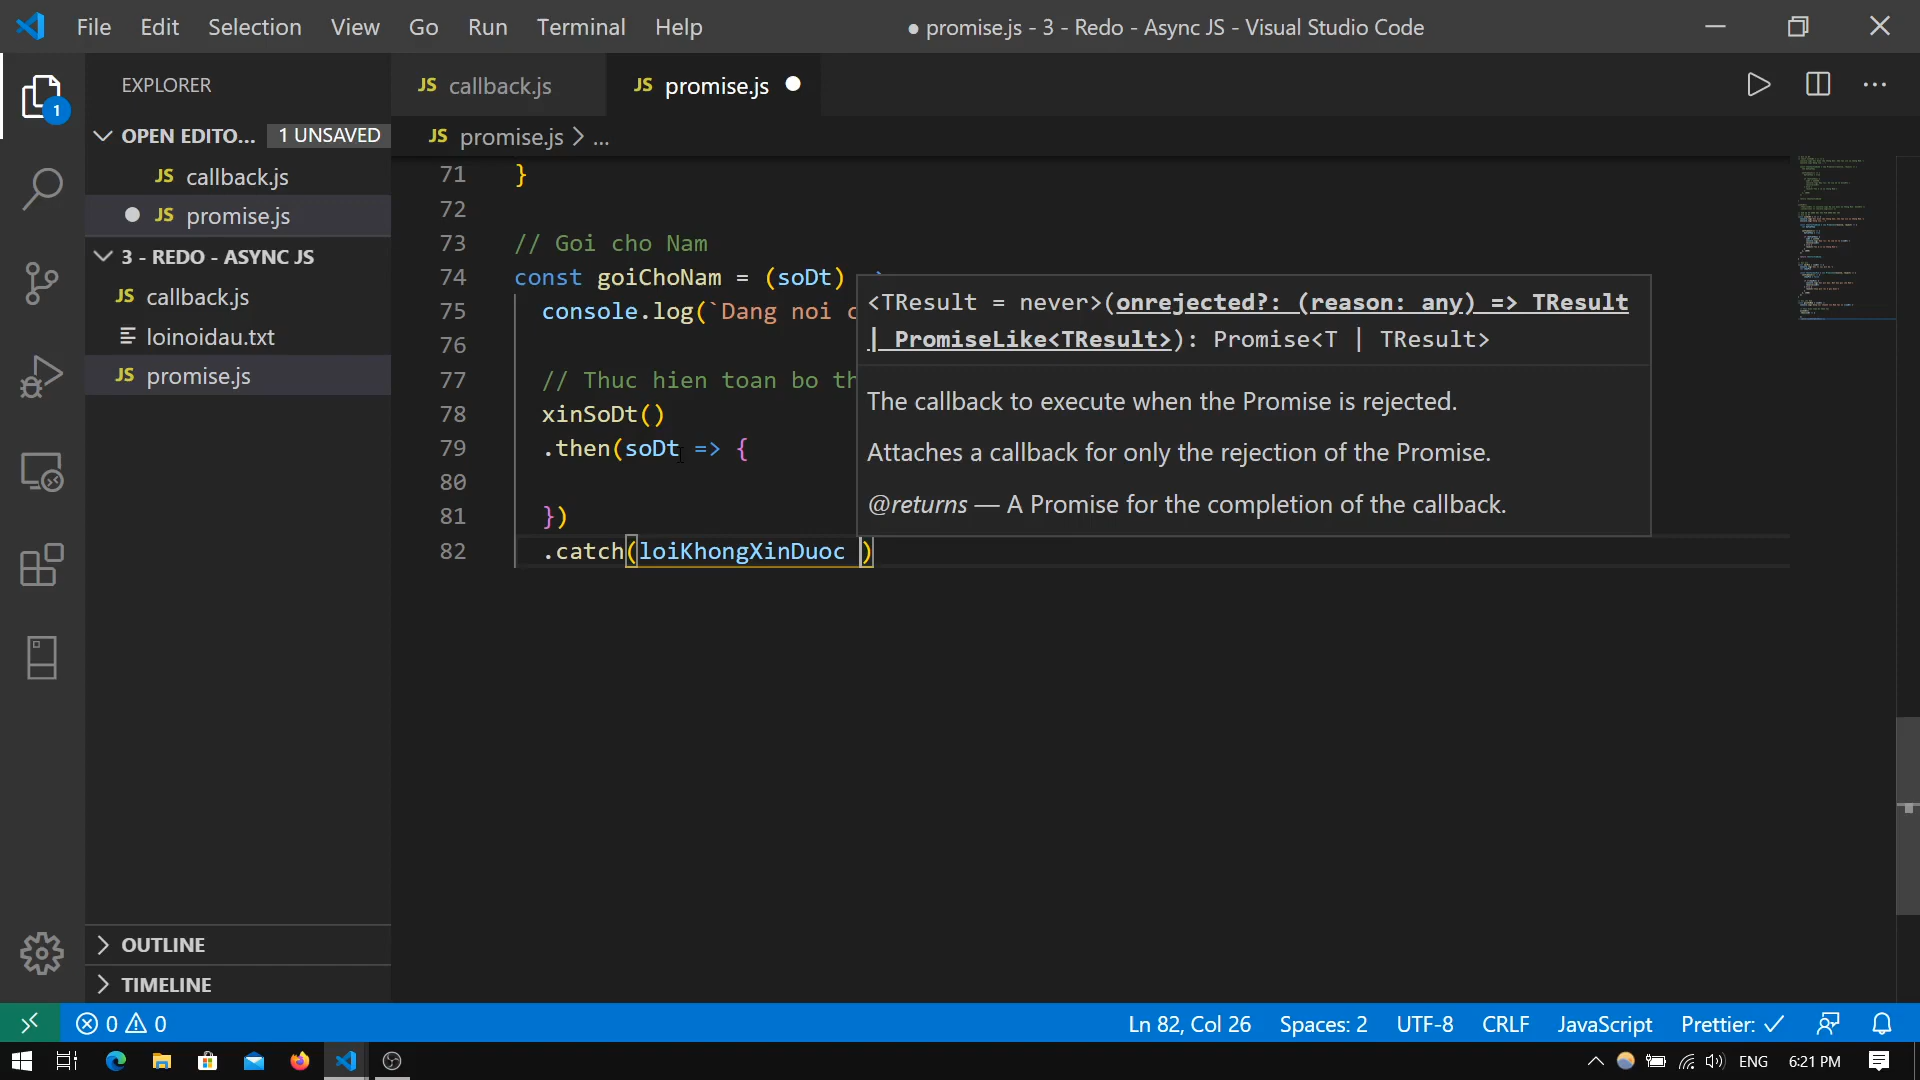 File Edit Selection View Go Run Terminal Help
● promise.js - 3 - Redo - Async JS - Visual Studio Code
EXPLORER
OPEN EDITO... 1 UNSAVED
JS callback.js
● JS promise.js
3 - REDO - ASYNC JS
JS callback.js
loinoidau.txt
JS promise.js
OUTLINE
TIMELINE
1
JS callback.js
JS promise.js ●
JS promise.js > ...
71 }
72
73 // Goi cho Nam
74 const goiChoNam = (soDt)
75 console.log(`Dang noi c
76
77 // Thuc hien toan bo th
78 xinSoDt()
79 .then(soDt => {
80
81 })
82 .catch(loiKhongXinDuoc )
<TResult = never>(onrejected?: (reason: any) => TResult
| PromiseLike<TResult>): Promise<T | TResult>
The callback to execute when the Promise is rejected.
Attaches a callback for only the rejection of the Promise.
@returns — A Promise for the completion of the callback.
0 0
Ln 82, Col 26 Spaces: 2 UTF-8 CRLF JavaScript Prettier: ✓
ENG 6:21 PM